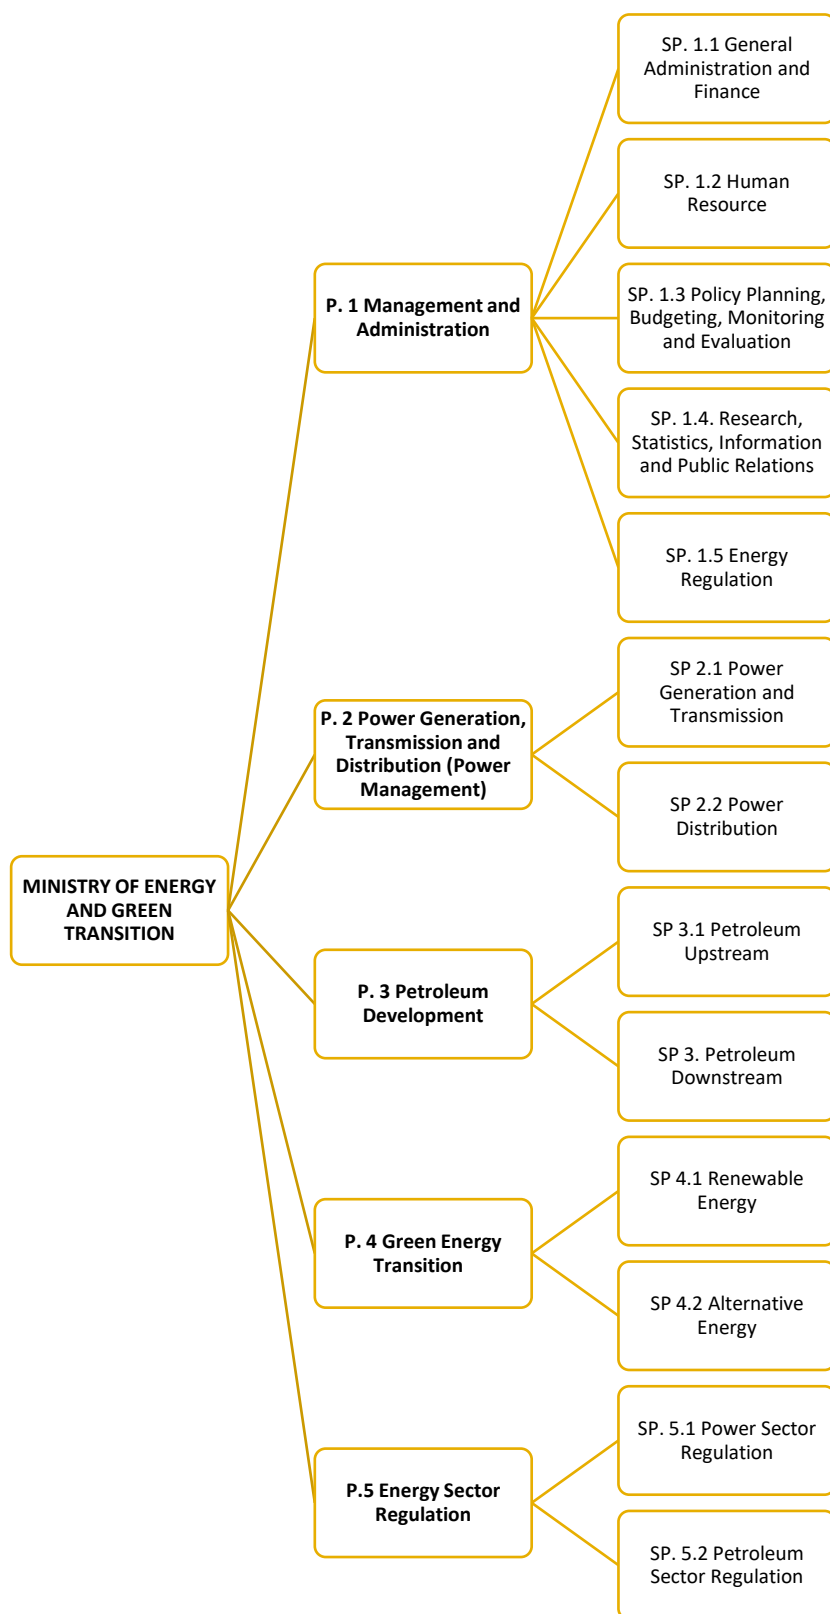 MINISTRY OF ENERGY
AND GREEN
TRANSITION
P. 1 Management and
Administration
SP. 1.1 General
Administration and
Finance
SP. 1.2 Human
Resource
SP. 1.3 Policy Planning,
Budgeting, Monitoring
and Evaluation
SP. 1.4. Research,
Statistics, Information
and Public Relations
SP. 1.5 Energy
Regulation
P. 2 Power Generation,
Transmission and
Distribution (Power
Management)
SP 2.1 Power
Generation and
Transmission
SP 2.2 Power
Distribution
P. 3 Petroleum
Development
SP 3.1 Petroleum
Upstream
SP 3. Petroleum
Downstream
P. 4 Green Energy
Transition
SP 4.1 Renewable
Energy
SP 4.2 Alternative
Energy
P.5 Energy Sector
Regulation
SP. 5.1 Power Sector
Regulation
SP. 5.2 Petroleum
Sector Regulation